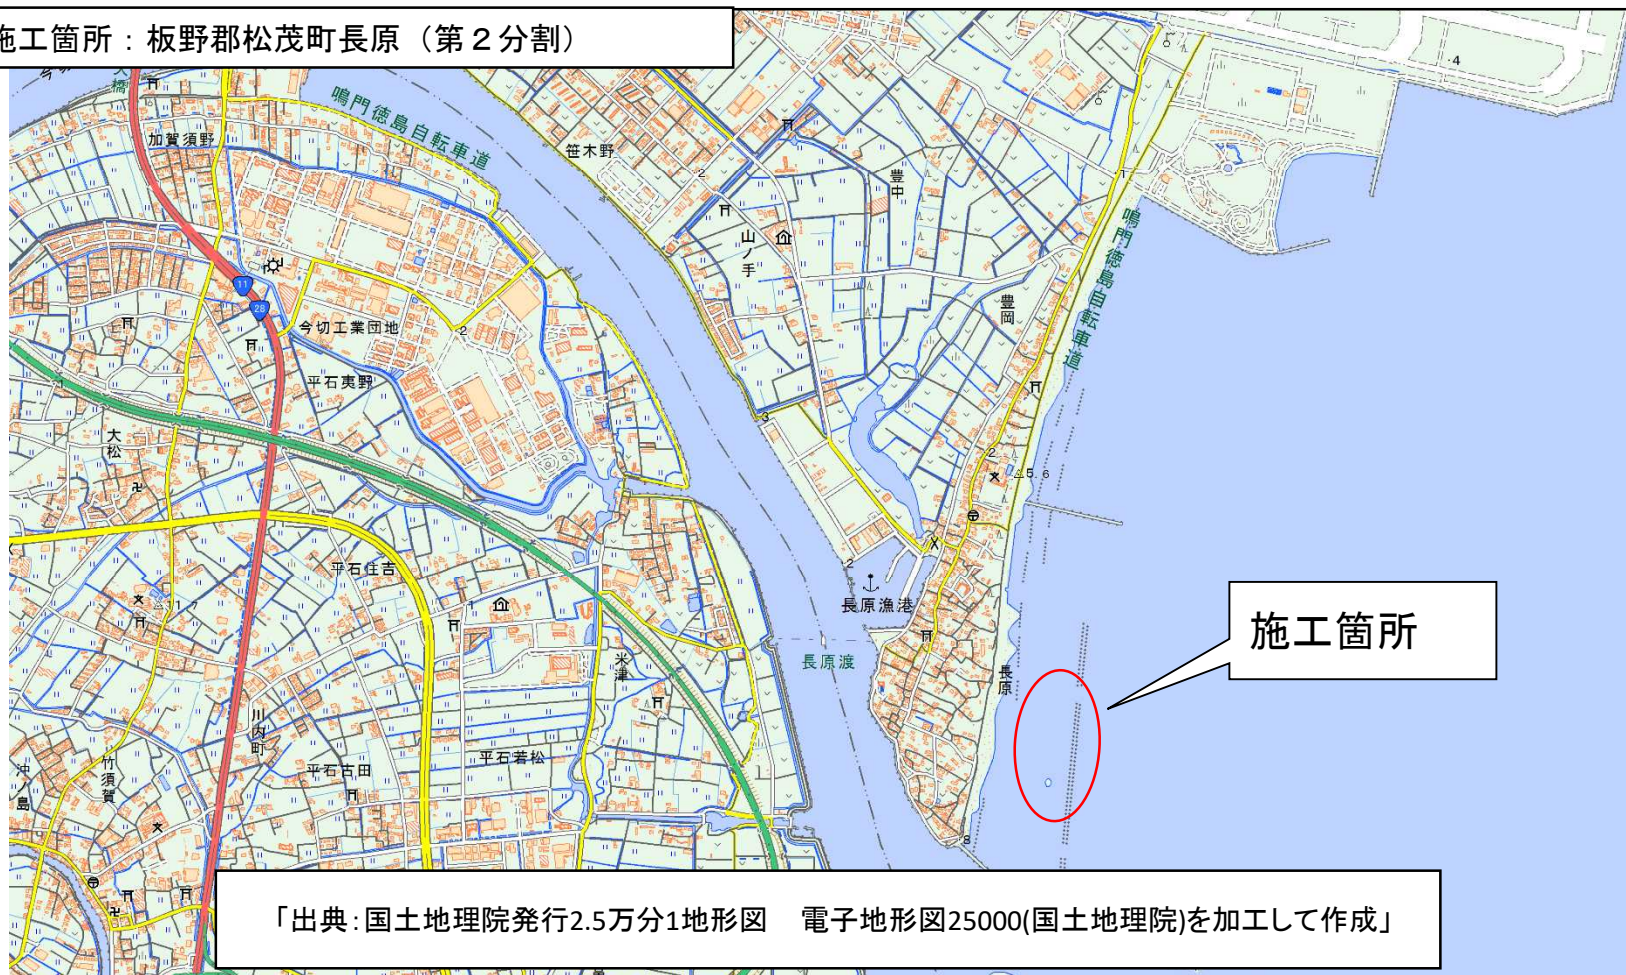 施工箇所：板野郡松茂町長原（第２分割）
鳴門徳島自転車道
加賀須野
笹木野
豊中
山ノ手
鳴門徳島自転車道
豊岡
11
28
今切工業団地
平石夷野
大松
平石住吉
長原漁港
長原渡
長原
米津
川内町
平石若松
平石古田
竹須賀
沖ノ島
施工箇所
「出典：国土地理院発行2.5万分1地形図　電子地形図25000(国土地理院)を加工して作成」